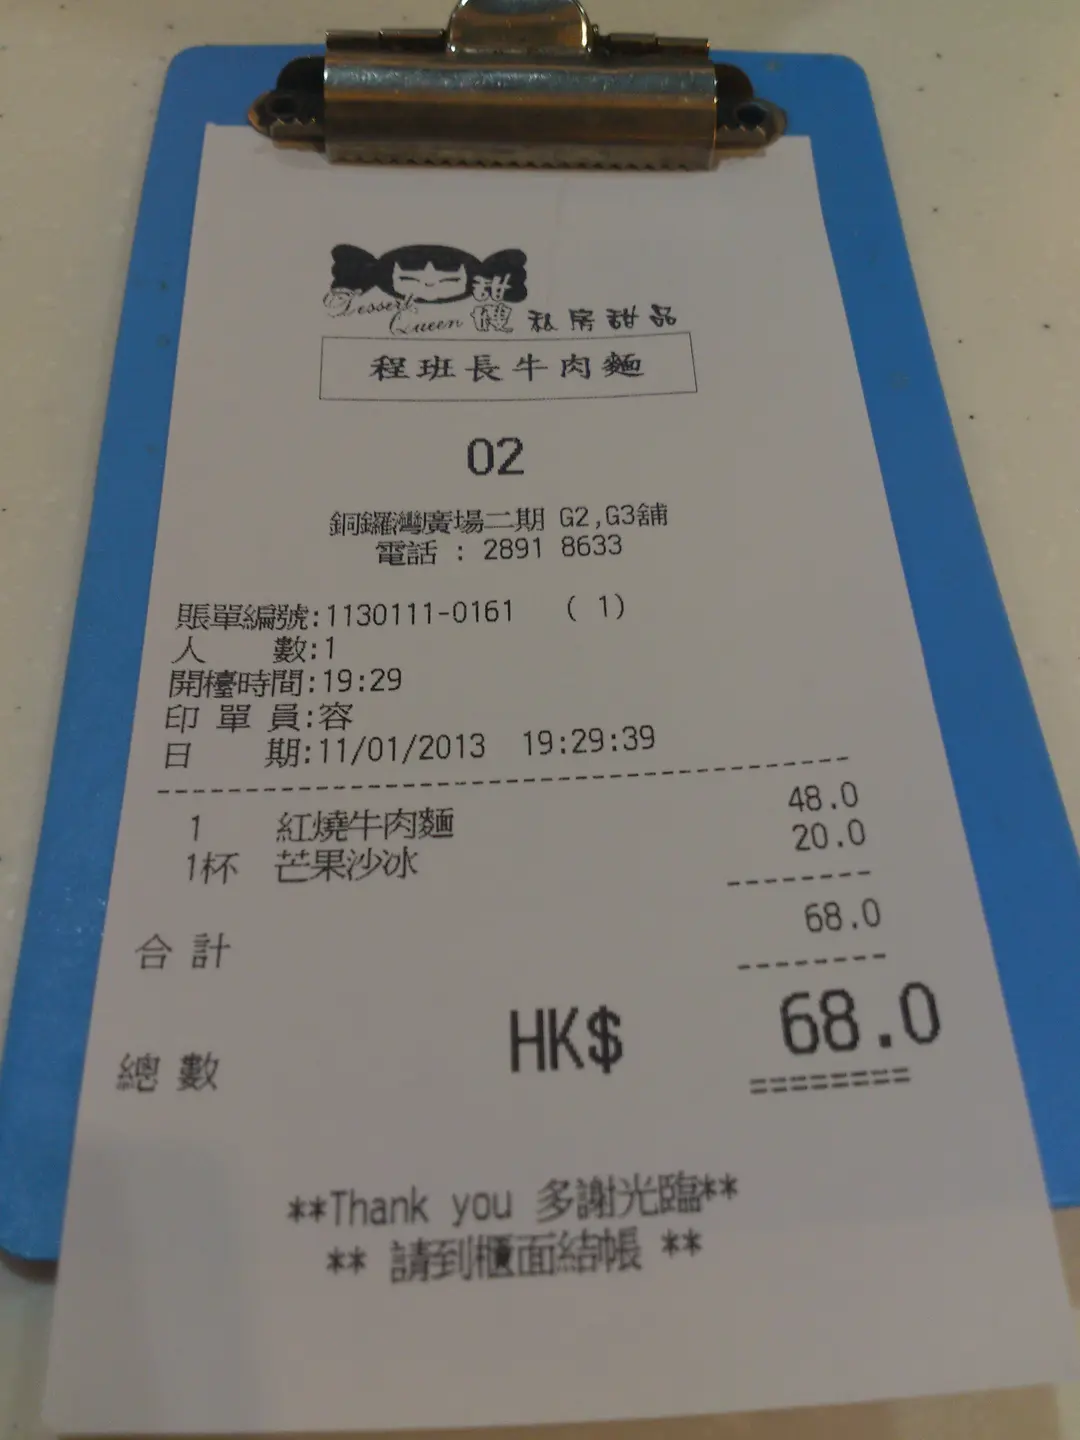 Dessert Queen 甜嫂私房甜品
程班長牛肉麵
02
銅鑼灣廣場二期 G2,G3舖
電話 : 2891 8633
賬單編號:1130111-0161 ( 1)
人 數:1
開檯時間:19:29
印 單 員:容
日 期:11/01/2013 19:29:39
1 紅燒牛肉麵 48.0
1杯 芒果沙冰 20.0
合 計 68.0
總 數 HK$ 68.0
**Thank you 多謝光臨**
** 請到櫃面結帳 **